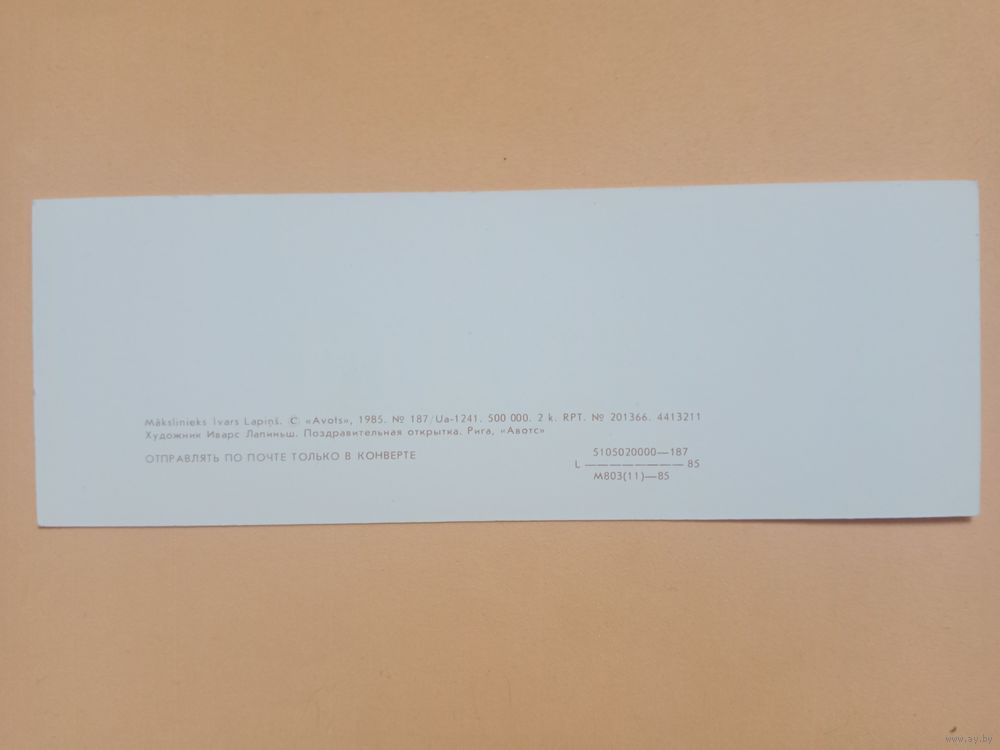 Mākslinieks Ivars Lapiņš. © «Avots», 1985. № 187/Ua-1241. 500 000. 2 k. RPT. № 201366. 4413211
Художник Иварс Лапиньш. Поздравительная открытка. Рига, «Авотс»
ОТПРАВЛЯТЬ ПО ПОЧТЕ ТОЛЬКО В КОНВЕРТЕ
5105020000—187
L ————————— 85
M803(11)—85
www.ay.by